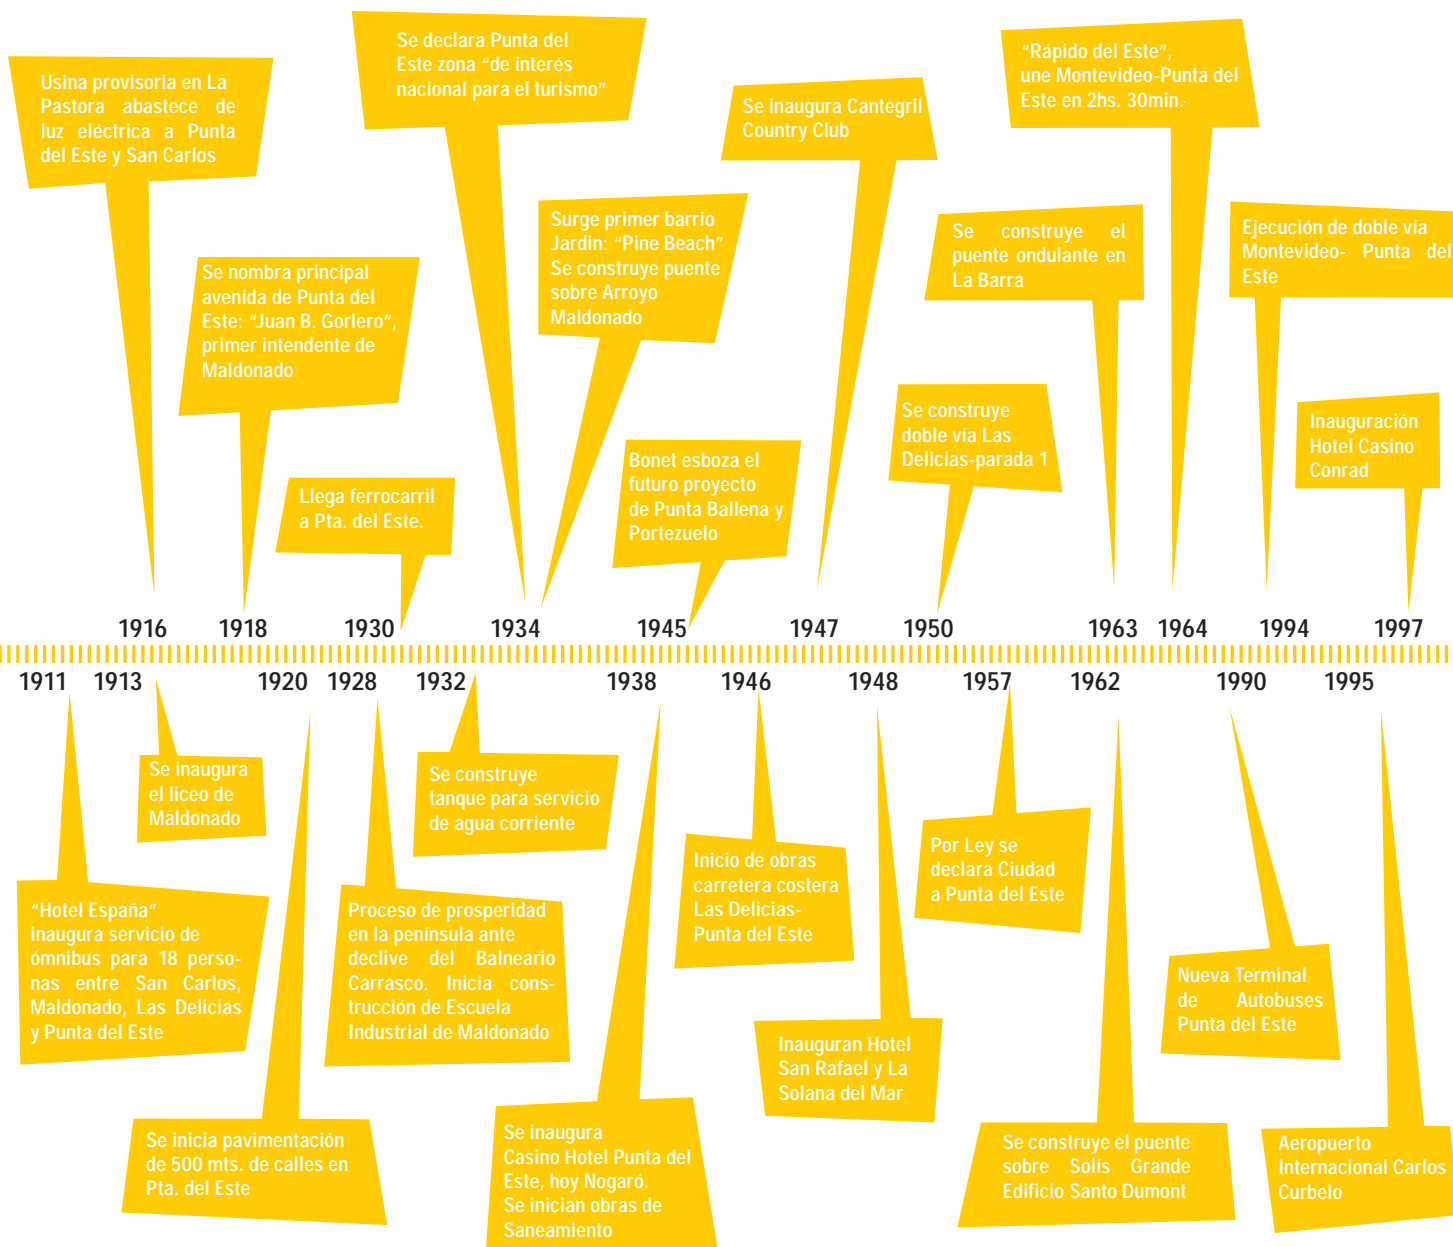 Usina provisoria en La
Pastora abastece de
luz eléctrica a Punta
del Este y San Carlos
Se declara Punta del
Este zona “de interés
nacional para el turismo”
“Rápido del Este”,
une Montevideo-Punta del
Este en 2hs. 30min.
Se inaugura Cantegril
Country Club
Surge primer barrio
Jardin: “Pine Beach”
Se construye puente
sobre Arroyo
Maldonado
Se construye el
puente ondulante en
La Barra
Ejecución de doble vía
Montevideo- Punta del
Este
Se nombra principal
avenida de Punta del
Este: “Juan B. Gorlero”,
primer intendente de
Maldonado
Se construye
doble vía Las
Delicias-parada 1
Inauguración
Hotel Casino
Conrad
Bonet esboza el
futuro proyecto
de Punta Ballena y
Portezuelo
Llega ferrocarril
a Pta. del Este.
1916 1918 1930 1934 1945 1947 1950 1963 1964 1994 1997
1911 1913 1920 1928 1932 1938 1946 1948 1957 1962 1990 1995
Se inaugura
el liceo de
Maldonado
Se construye
tanque para servicio
de agua corriente
Inicio de obras
carretera costera
Las Delicias-
Punta del Este
Por Ley se
declara Ciudad
a Punta del Este
“Hotel España”
inaugura servicio de
ómnibus para 18 perso-
nas entre San Carlos,
Maldonado, Las Delicias
y Punta del Este
Proceso de prosperidad
en la península ante
declive del Balneario
Carrasco. Inicia cons-
trucción de Escuela
Industrial de Maldonado
Nueva Terminal
de Autobuses
Punta del Este
Inauguran Hotel
San Rafael y La
Solana del Mar
Se inicia pavimentación
de 500 mts. de calles en
Pta. del Este
Se inaugura
Casino Hotel Punta del
Este, hoy Nogaró.
Se inician obras de
Saneamiento
Se construye el puente
sobre Solís Grande
Edificio Santo Dumont
Aeropuerto
Internacional Carlos
Curbelo